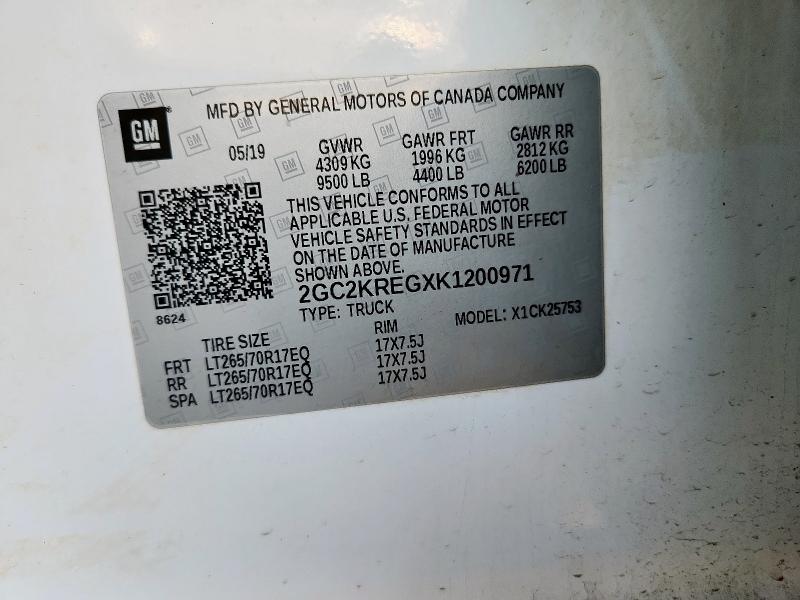 GM
MFD BY GENERAL MOTORS OF CANADA COMPANY
05/19
GVWR GAWR FRT GAWR RR
4309 KG 1996 KG 2812 KG
9500 LB 4400 LB 6200 LB
THIS VEHICLE CONFORMS TO ALL
APPLICABLE U.S. FEDERAL MOTOR
VEHICLE SAFETY STANDARDS IN EFFECT
ON THE DATE OF MANUFACTURE
SHOWN ABOVE.
2GC2KREGXK1200971
8624
TYPE: TRUCK MODEL: X1CK25753
TIRE SIZE RIM
FRT LT265/70R17EQ 17X7.5J
RR LT265/70R17EQ 17X7.5J
SPA LT265/70R17EQ 17X7.5J